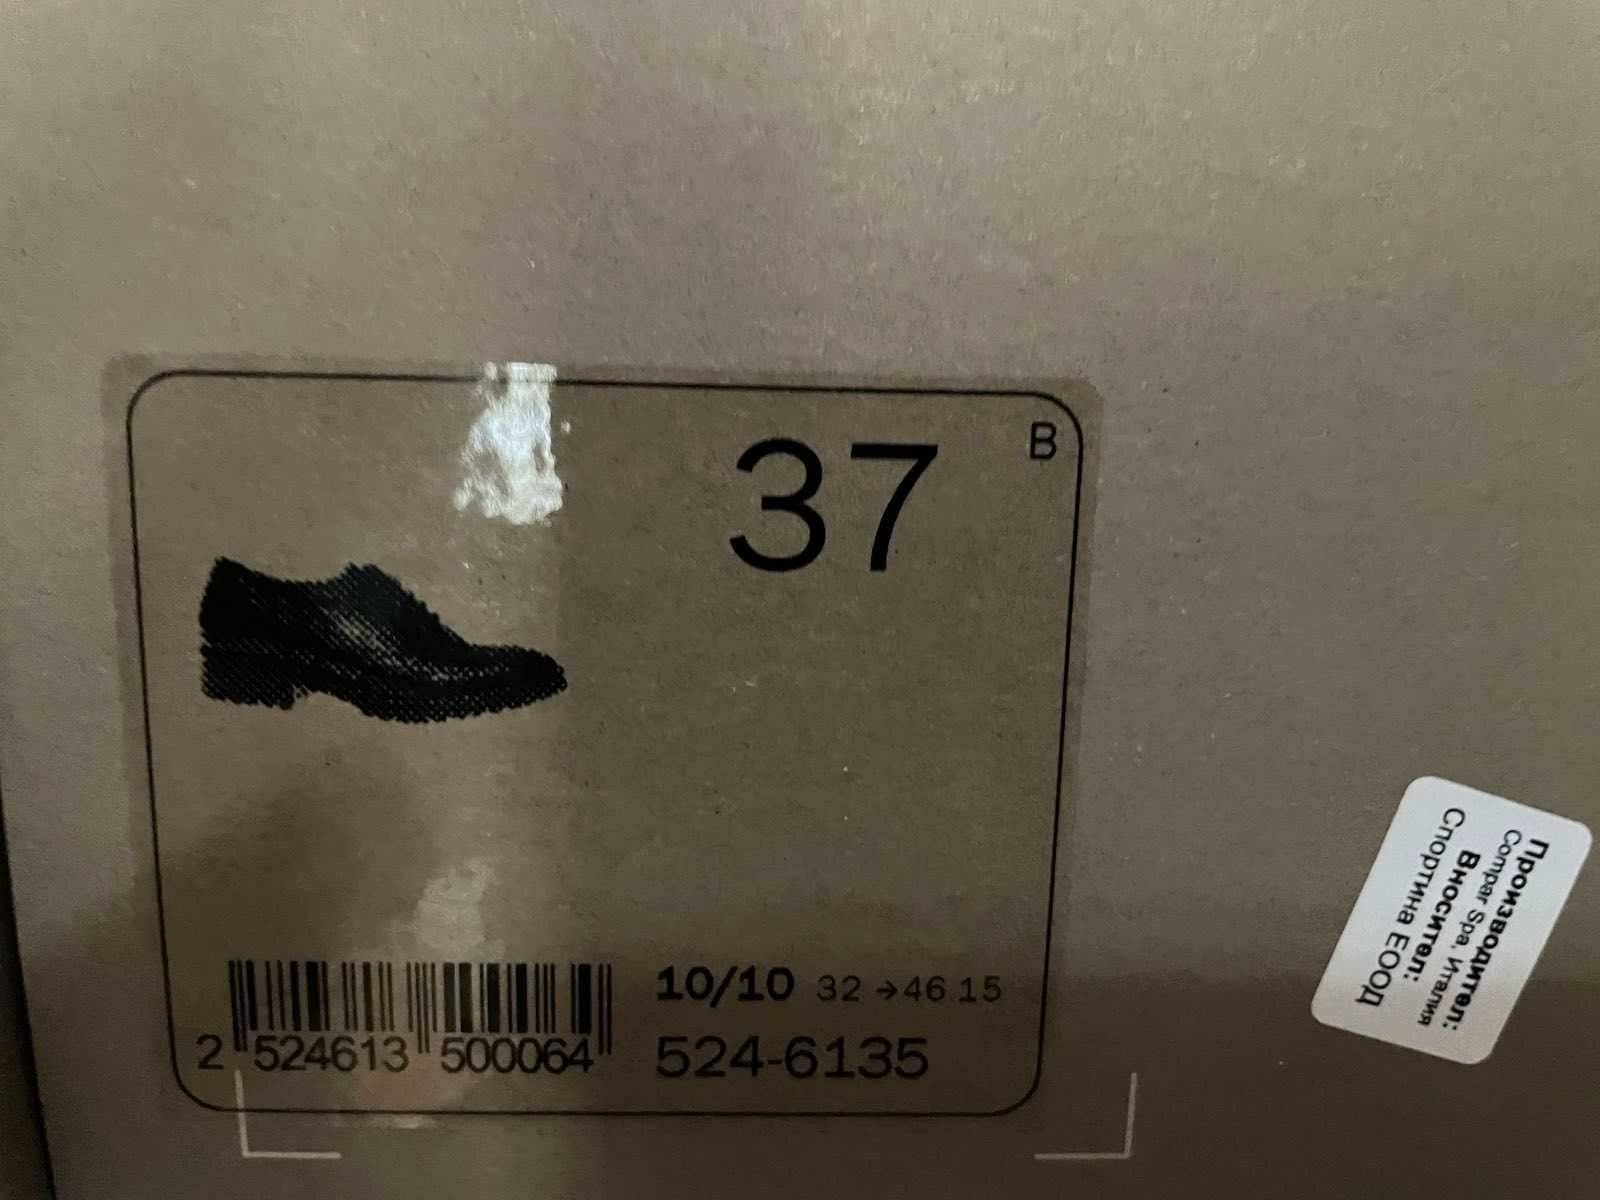 37
B
10/10 32 → 46 15
2 524613 500064
524-6135
Производител:
Compar Spa, Италия
Вносител:
Спортина ЕООД